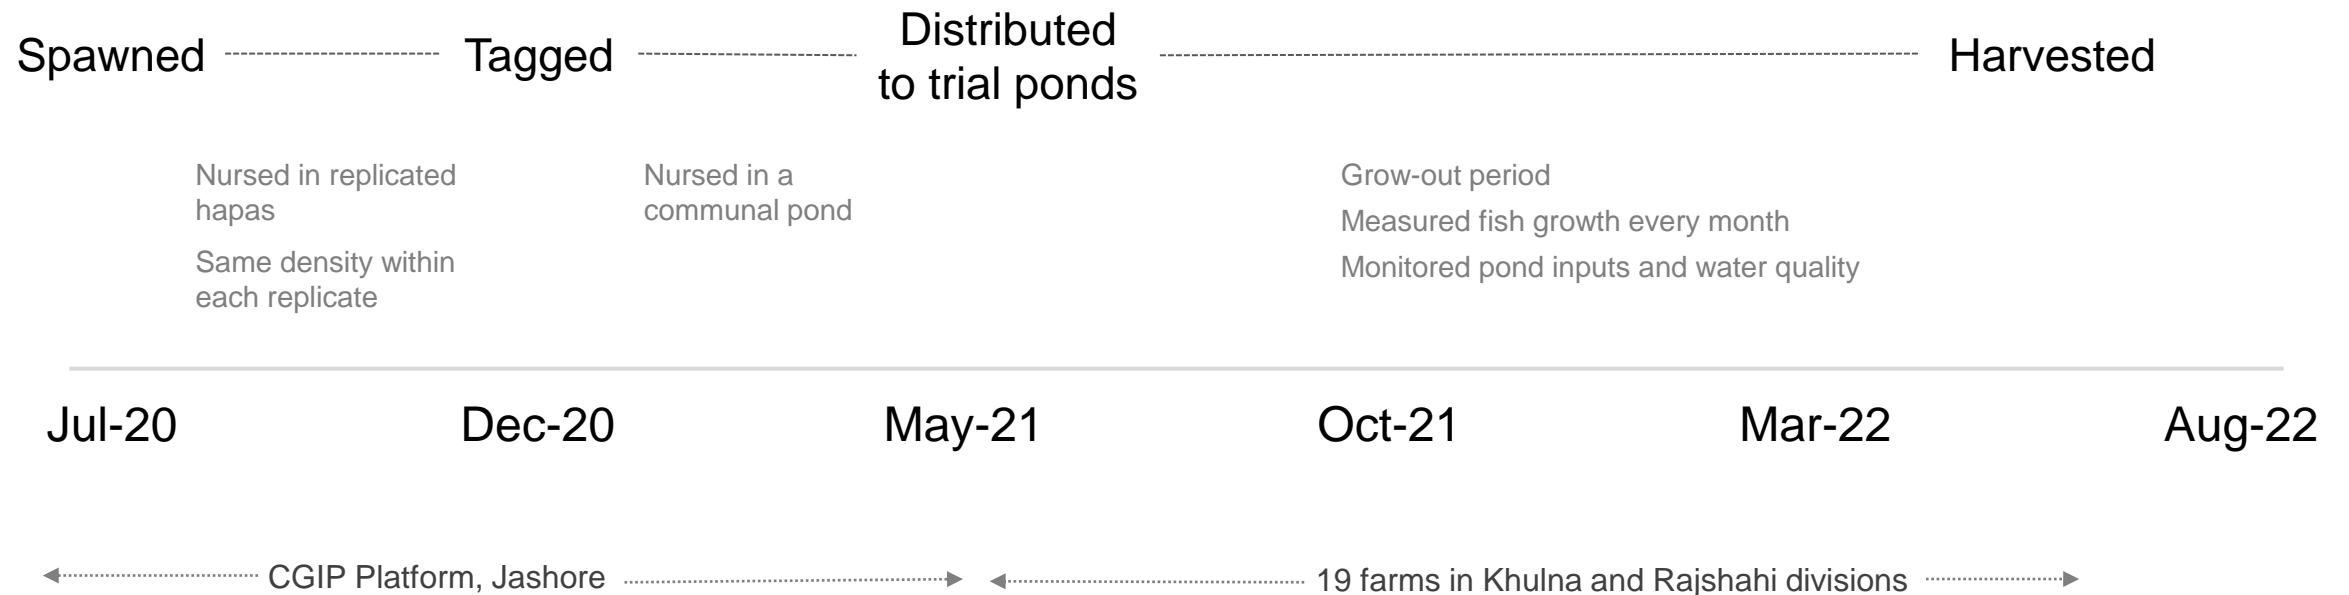 Spawned
Tagged
Distributed
to trial ponds
Harvested
Nursed in replicated
hapas
Same density within
each replicate
Nursed in a
communal pond
Grow-out period
Measured fish growth every month
Monitored pond inputs and water quality
Jul-20
Dec-20
May-21
Oct-21
Mar-22
Aug-22
CGIP Platform, Jashore
19 farms in Khulna and Rajshahi divisions